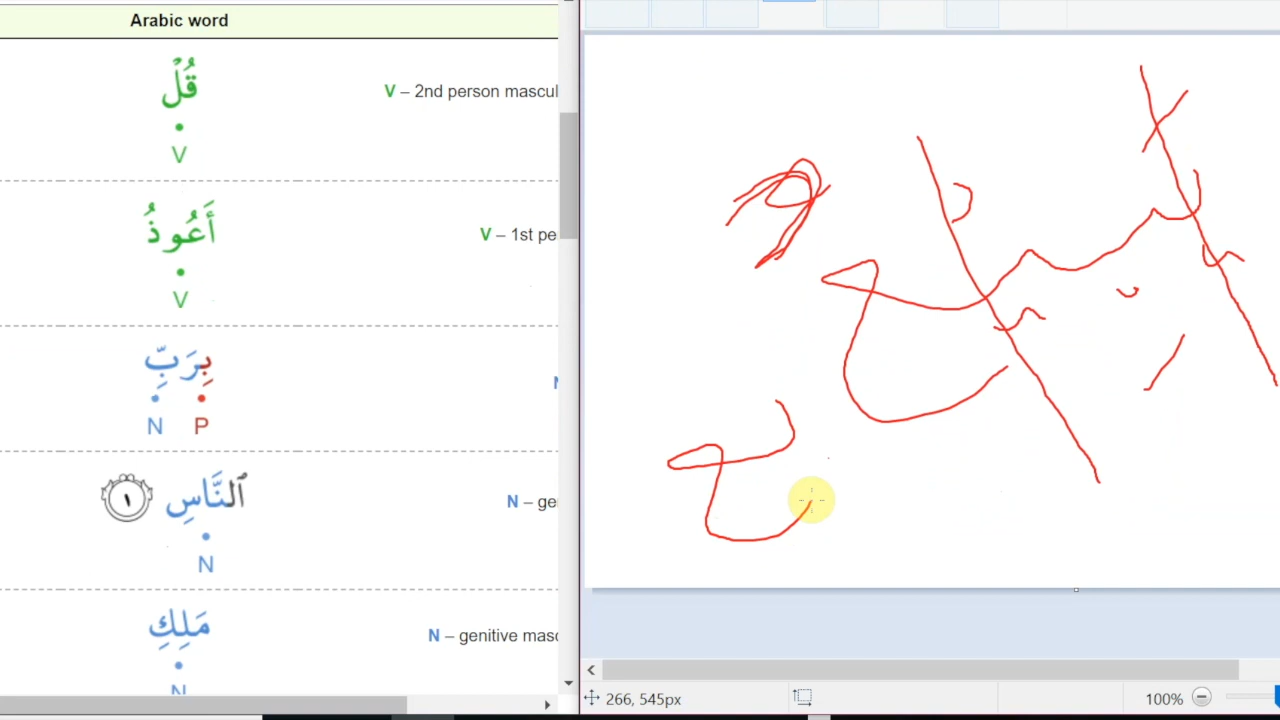 Arabic word
قُلْ
V
V – 2nd person mascul
أَعُوذُ
V
V – 1st pe
بِرَبِّ
N P
N
ٱلنَّاسِ ١
N
N – ge
مَلِكِ
N
N – genitive masc
266, 545px
100%